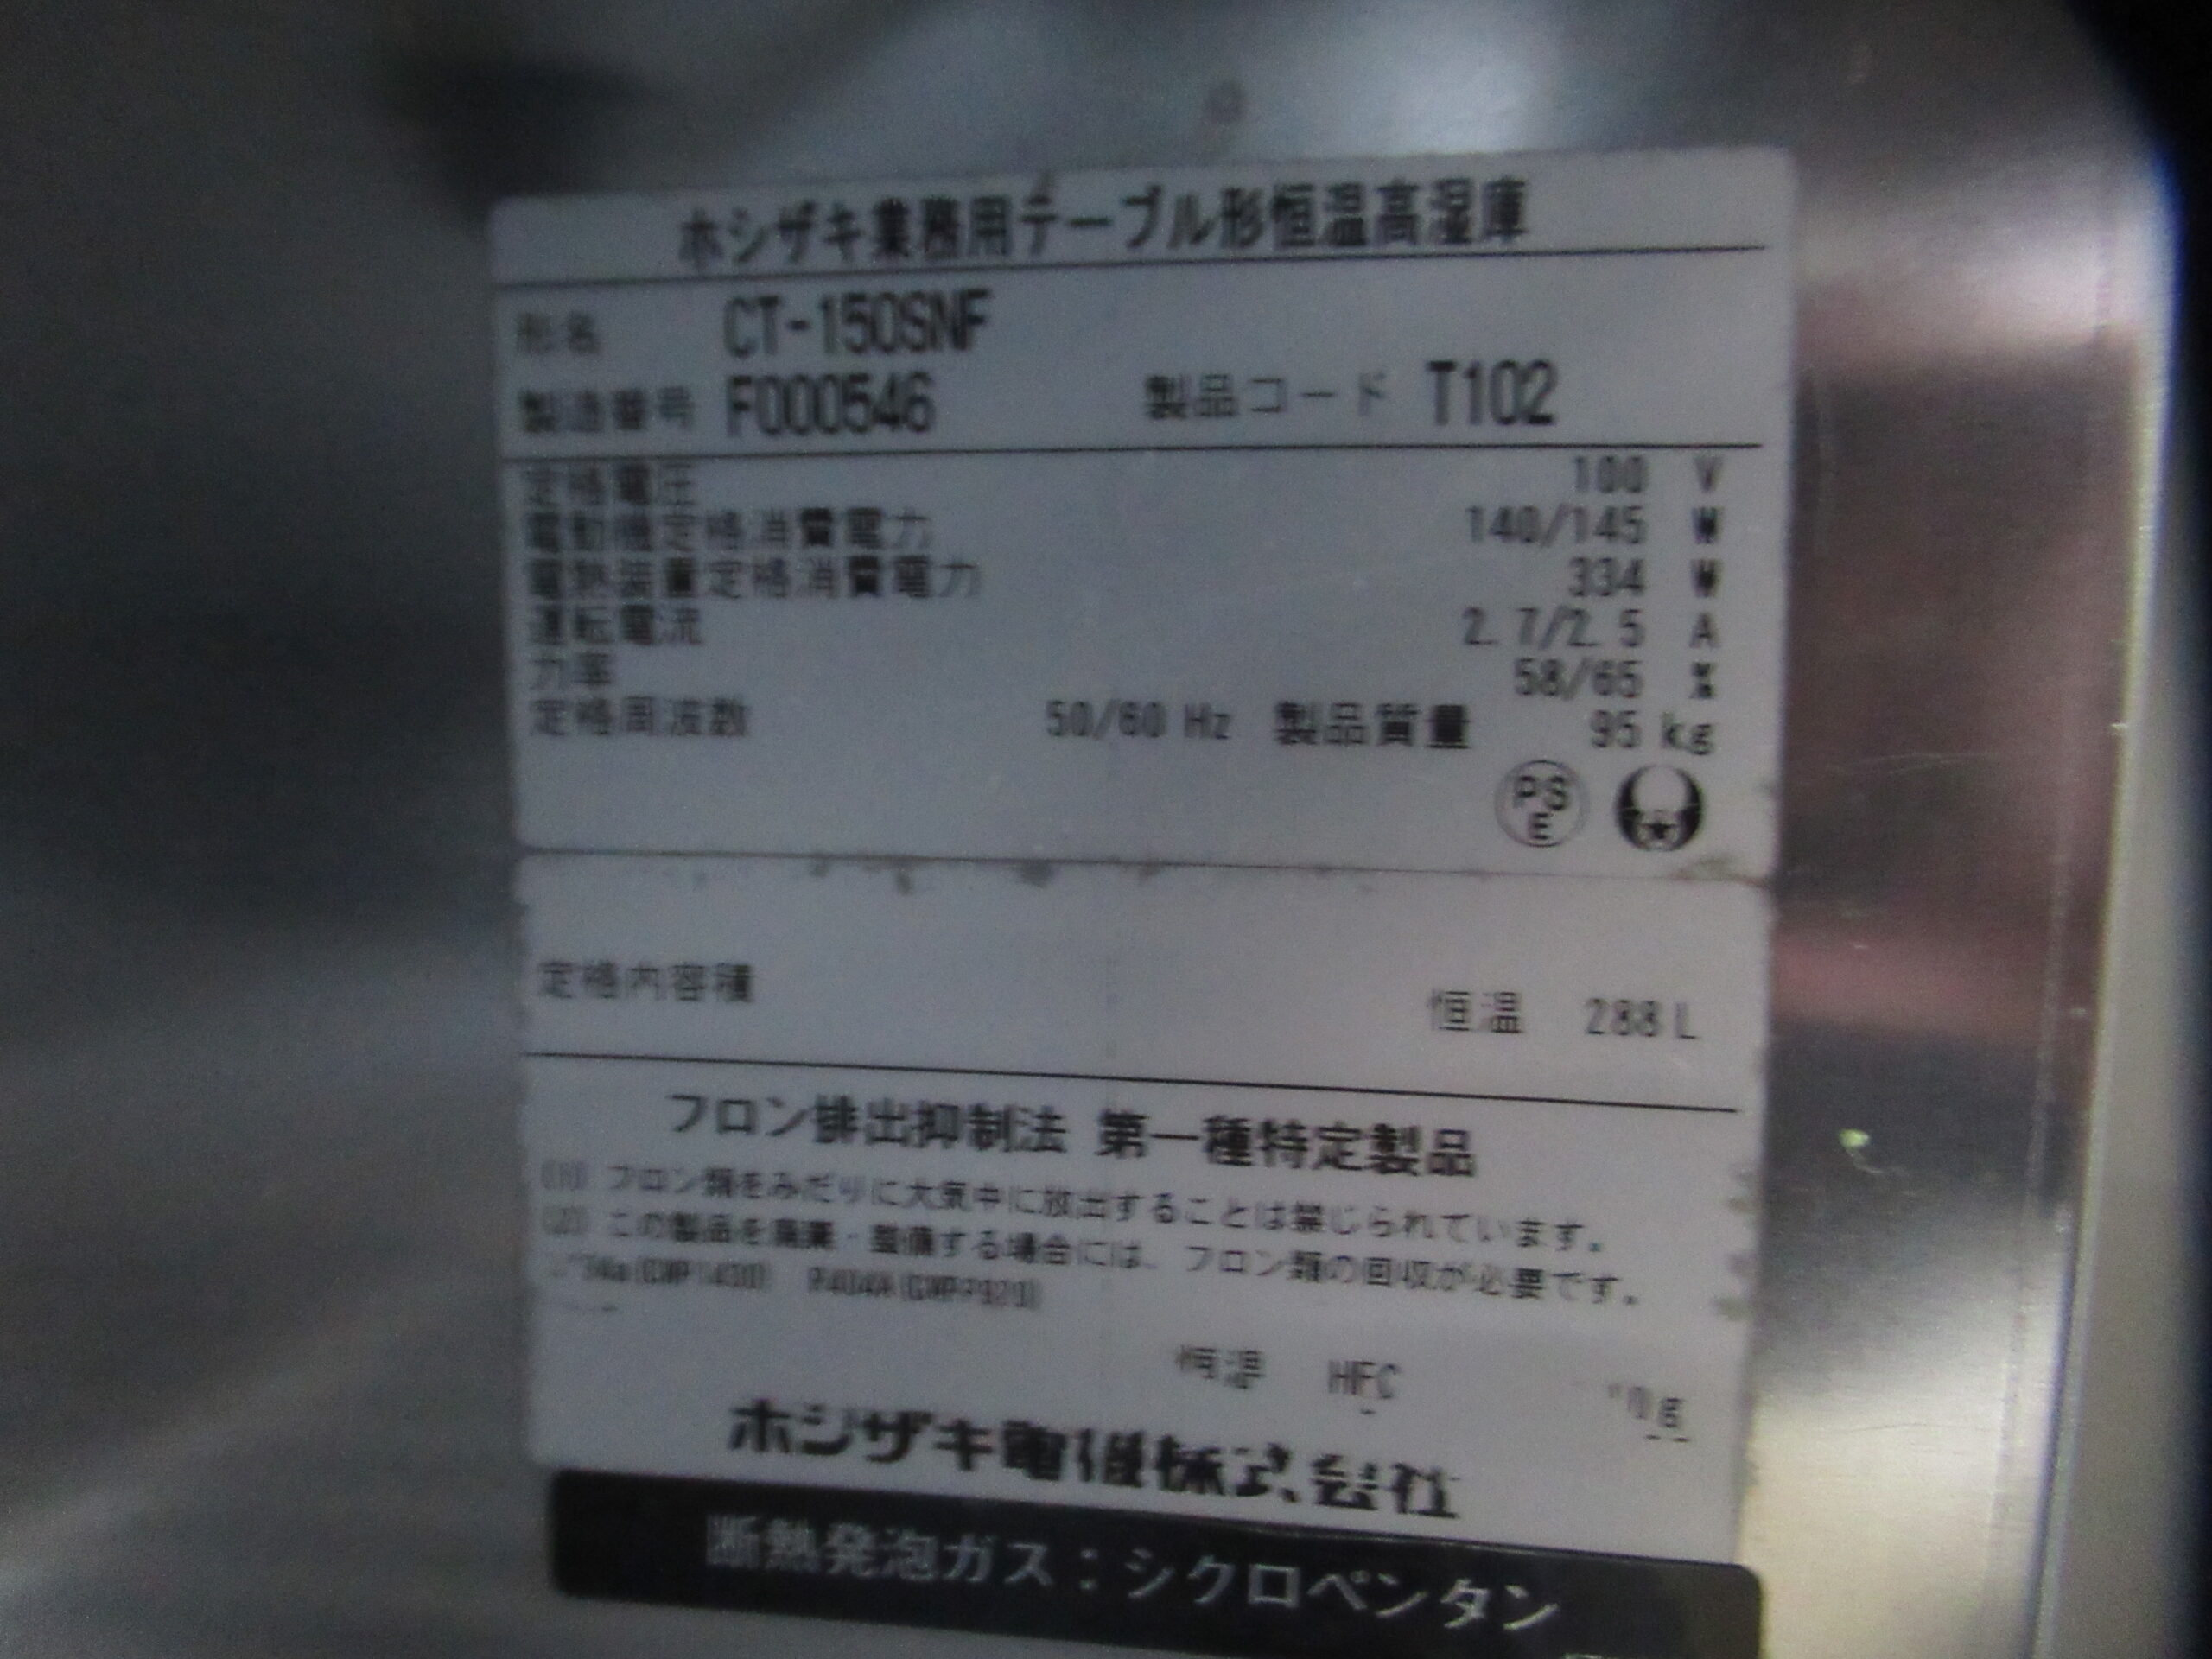 ホシザキ業務用テーブル形恒温高湿庫
形名 CT-150SNF
製造番号 F000546 製品コード T102
定格電圧 100 V
電動機定格消費電力 140/145 W
電熱装置定格消費電力 334 W
運転電流 2.7/2.5 A
力率 58/65 %
定格周波数 50/60 Hz 製品質量 95 kg
PS
E
定格内容積 恒温 288 L
フロン排出抑制法 第一種特定製品
(1) フロン類をみだりに大気中に放出することは禁じられています。
(2) この製品を廃棄・整備する場合には、フロン類の回収が必要です。
恒温 HFC
ホシザキ電機株式会社
断熱発泡ガス:シクロペンタン